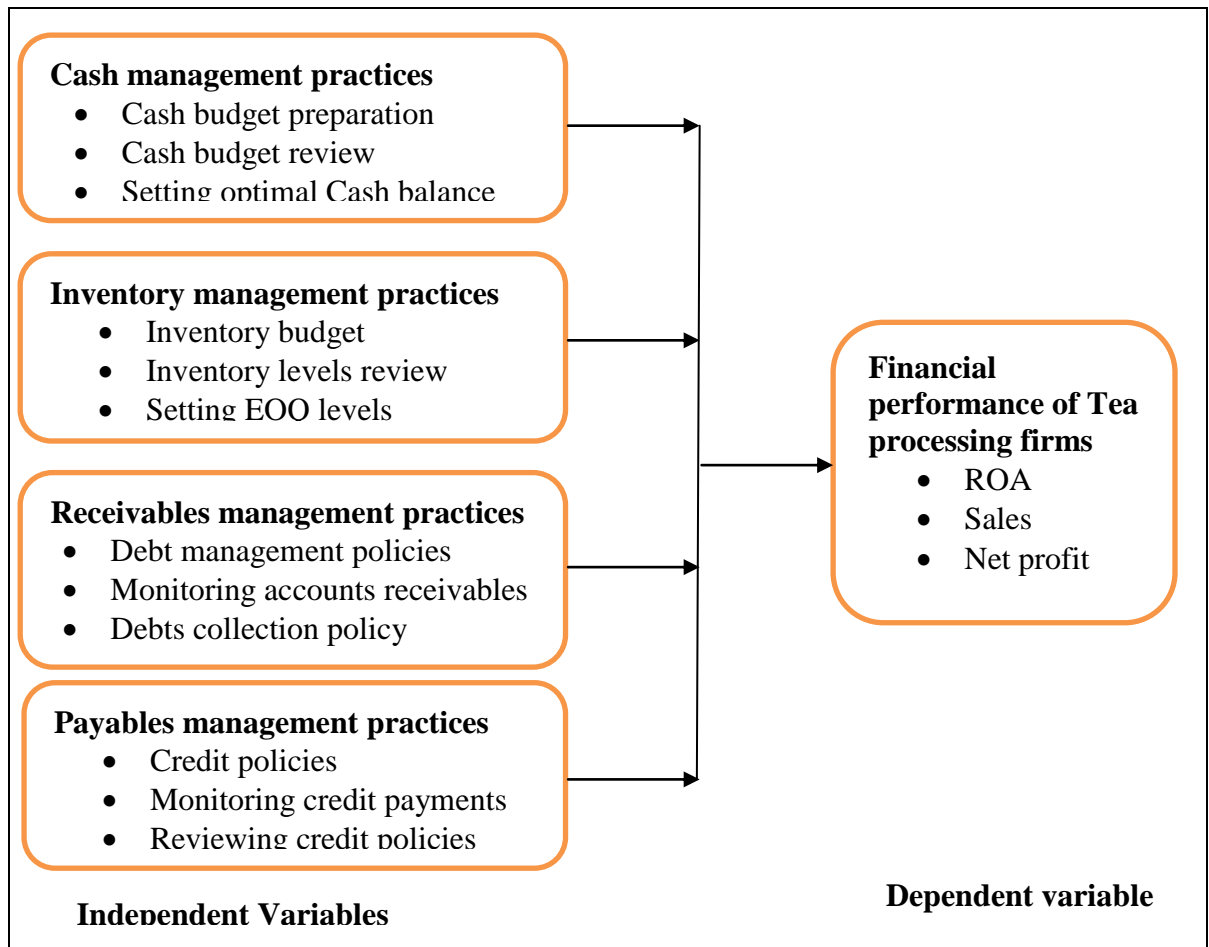 Cash management practices
• Cash budget preparation
• Cash budget review
• Setting optimal Cash balance
Inventory management practices
• Inventory budget
• Inventory levels review
• Setting EOQ levels
Receivables management practices
• Debt management policies
• Monitoring accounts receivables
• Debts collection policy
Payables management practices
• Credit policies
• Monitoring credit payments
• Reviewing credit policies
Independent Variables
Financial
performance of Tea
processing firms
• ROA
• Sales
• Net profit
Dependent variable